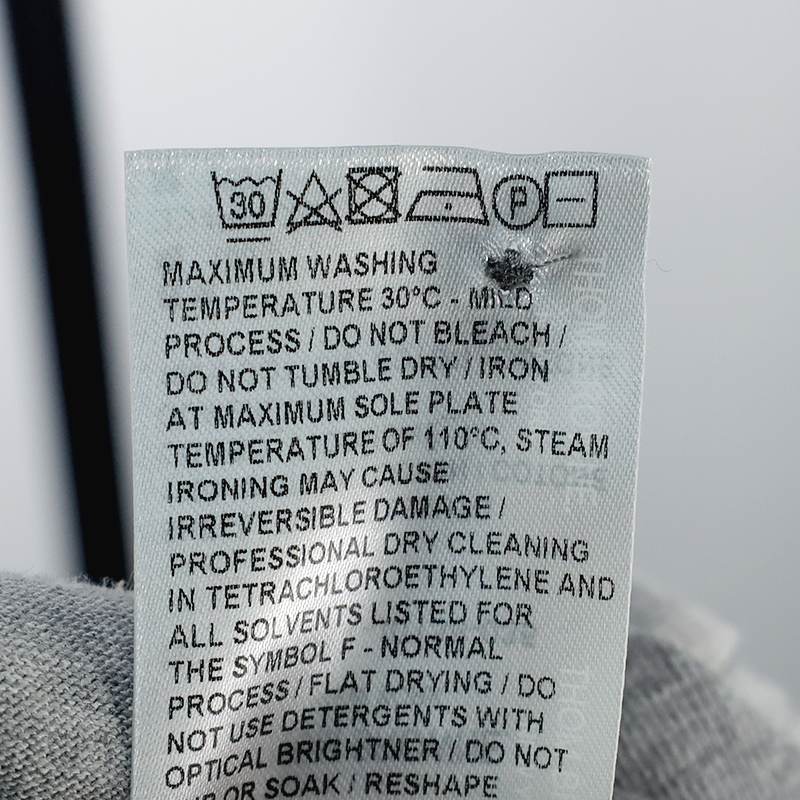 30 P
MAXIMUM WASHING
TEMPERATURE 30°C - MILD
PROCESS / DO NOT BLEACH /
DO NOT TUMBLE DRY / IRON
AT MAXIMUM SOLE PLATE
TEMPERATURE OF 110°C, STEAM
IRONING MAY CAUSE
IRREVERSIBLE DAMAGE /
PROFESSIONAL DRY CLEANING
IN TETRACHLOROETHYLENE AND
ALL SOLVENTS LISTED FOR
THE SYMBOL F - NORMAL
PROCESS / FLAT DRYING / DO
NOT USE DETERGENTS WITH
OPTICAL BRIGHTNER / DO NOT
OR SOAK / RESHAPE